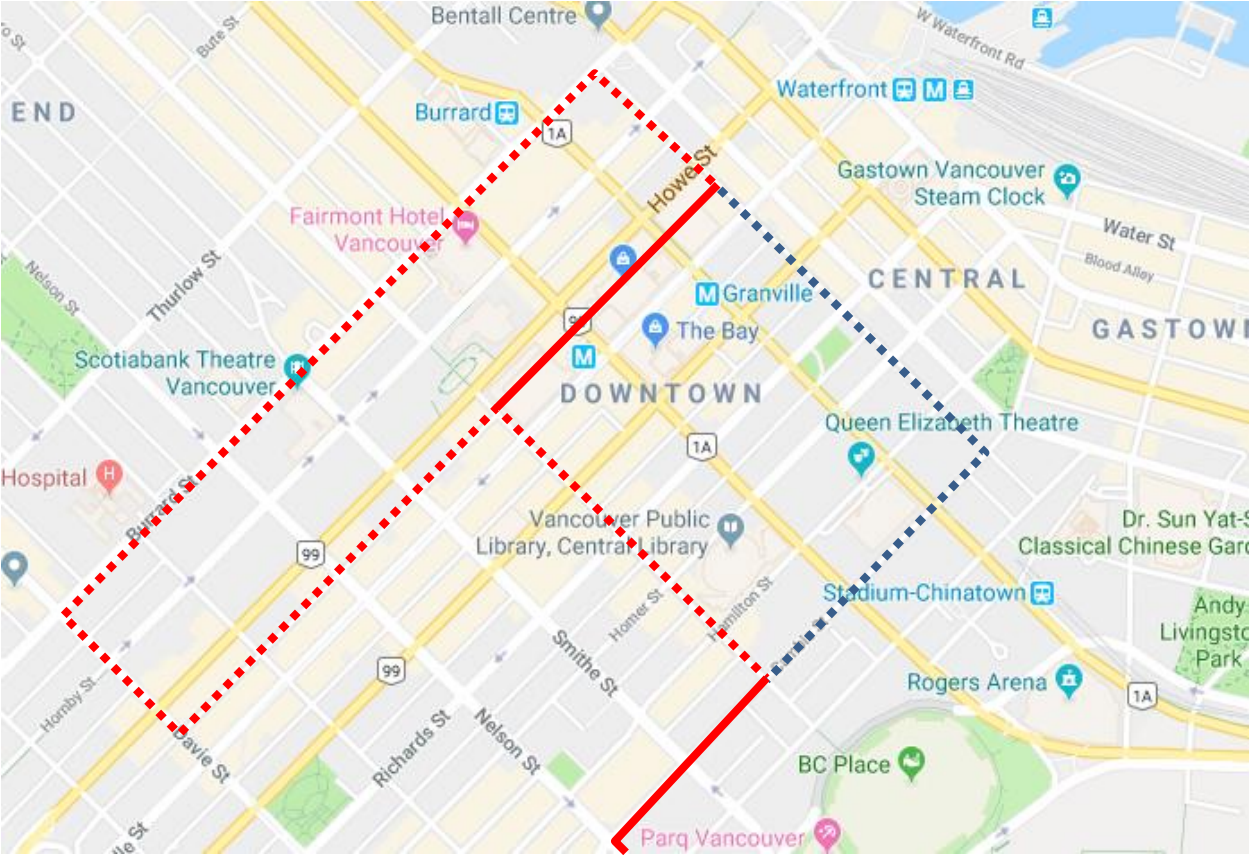 Bentall Centre
Bute St
W Waterfront Rd
END
Burrard
1A
Waterfront
M
Howe St
Gastown Vancouver
Steam Clock
Fairmont Hotel
Vancouver
Water St
Blood Alley
Nelson St
Thurlow St
M
Granville
CENTRAL
The Bay
GASTOW
Scotiabank Theatre
Vancouver
M
DOWNTOWN
Queen Elizabeth Theatre
1A
Hospital
H
Burrard St
Vancouver Public
Library, Central Library
Dr. Sun Yat-S
Classical Chinese Gard
99
Stadium-Chinatown
Homer St
Hamilton St
Andy
Livingsto
Park
Smithe St
99
Rogers Arena
1A
Hornby St
Davie St
Richards St
Nelson St
BC Place
Parq Vancouver